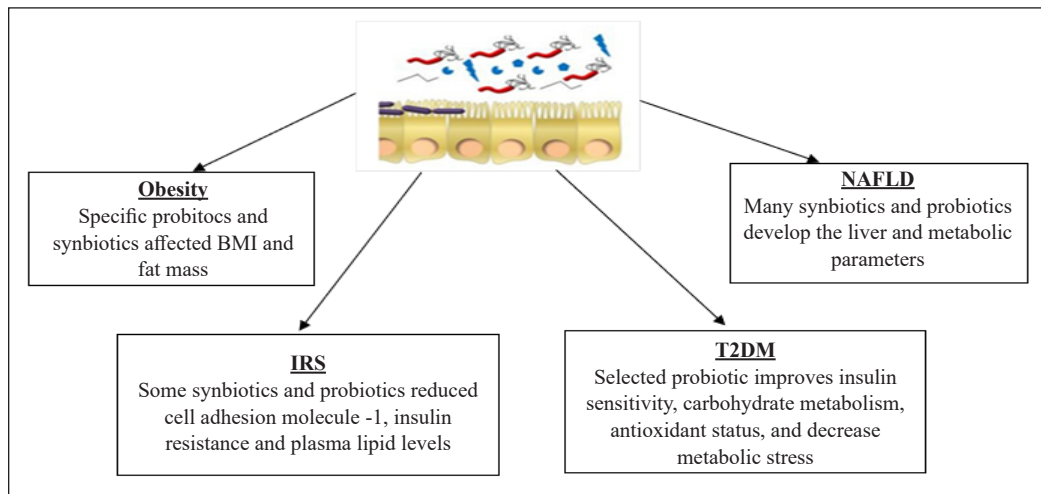 Obesity
Specific probitocs and
synbiotics affected BMI and
fat mass
NAFLD
Many synbiotics and probiotics
develop the liver and metabolic
parameters
IRS
Some synbiotics and probiotics reduced
cell adhesion molecule -1, insulin
resistance and plasma lipid levels
T2DM
Selected probiotic improves insulin
sensitivity, carbohydrate metabolism,
antioxidant status, and decrease
metabolic stress